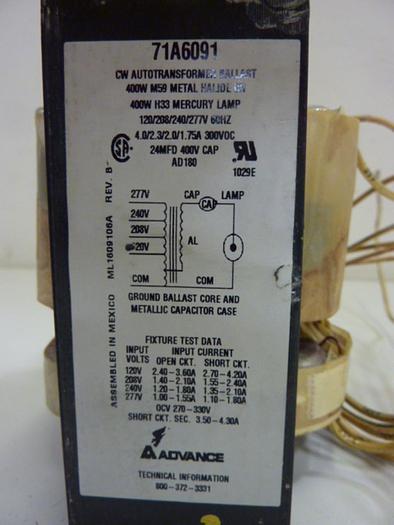 71A6091
CW AUTOTRANSFORMER BALLAST
400W M59 METAL HALIDE
400W H33 MERCURY LAMP
120/208/240/277V 60HZ
4.0/2.3/2.0/1.75A 300VOC
24MFD 400V CAP
AD180
1029E
277V CAP LAMP
CAP
240V
208V
20V AL
COM COM
GROUND BALLAST CORE AND
METALLIC CAPACITOR CASE
FIXTURE TEST DATA
INPUT INPUT CURRENT
VOLTS OPEN CKT. SHORT CKT.
120V 2.40-3.60A 2.70-4.20A
208V 1.40-2.10A 1.55-2.40A
240V 1.20-1.80A 1.35-2.10A
277V 1.00-1.55A 1.10-1.80A
OCV 270-330V
SHORT CKT. SEC. 3.50-4.30A
ADVANCE
TECHNICAL INFORMATION
800-372-3331
ASSEMBLED IN MEXICO ML1609106A REV. B